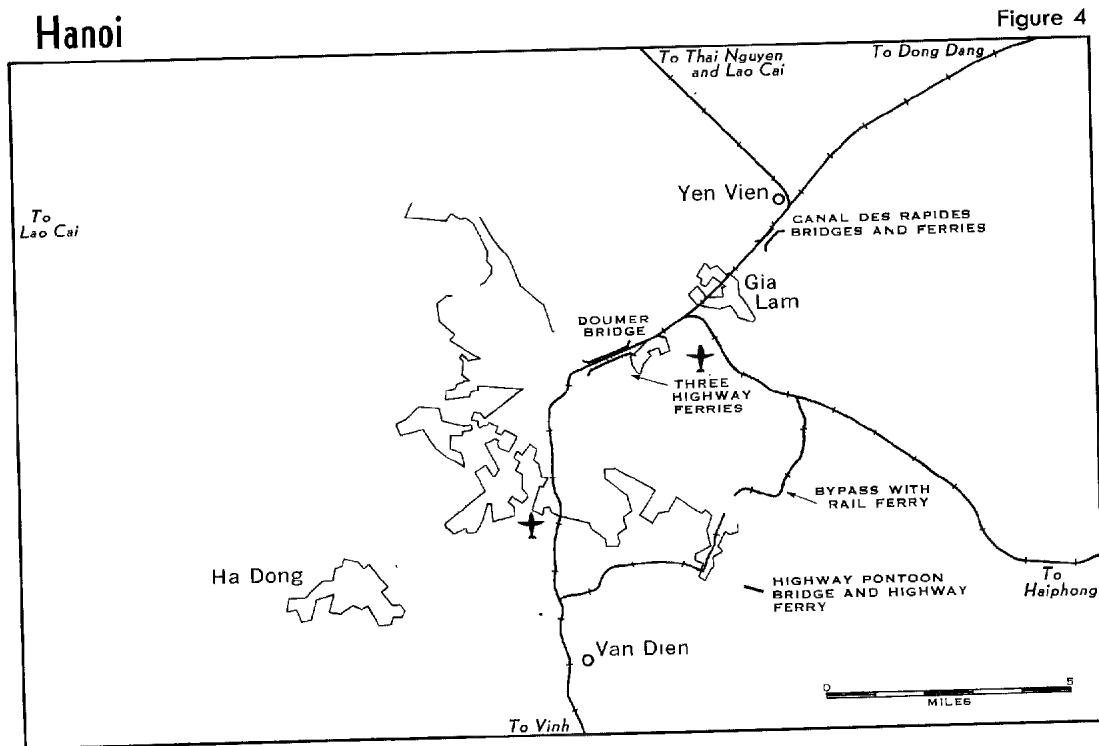 Hanoi
Figure 4
To Thai Nguyen
and Lao Cai
To Dong Dang
To
Lao Cai
Yen Vien
CANAL DES RAPIDES
BRIDGES AND FERRIES
Gia
Lam
DOUMER
BRIDGE
THREE
HIGHWAY
FERRIES
BYPASS WITH
RAIL FERRY
Ha Dong
HIGHWAY PONTOON
BRIDGE AND HIGHWAY
FERRY
To
Haiphong
Van Dien
0 5
MILES
To Vinh